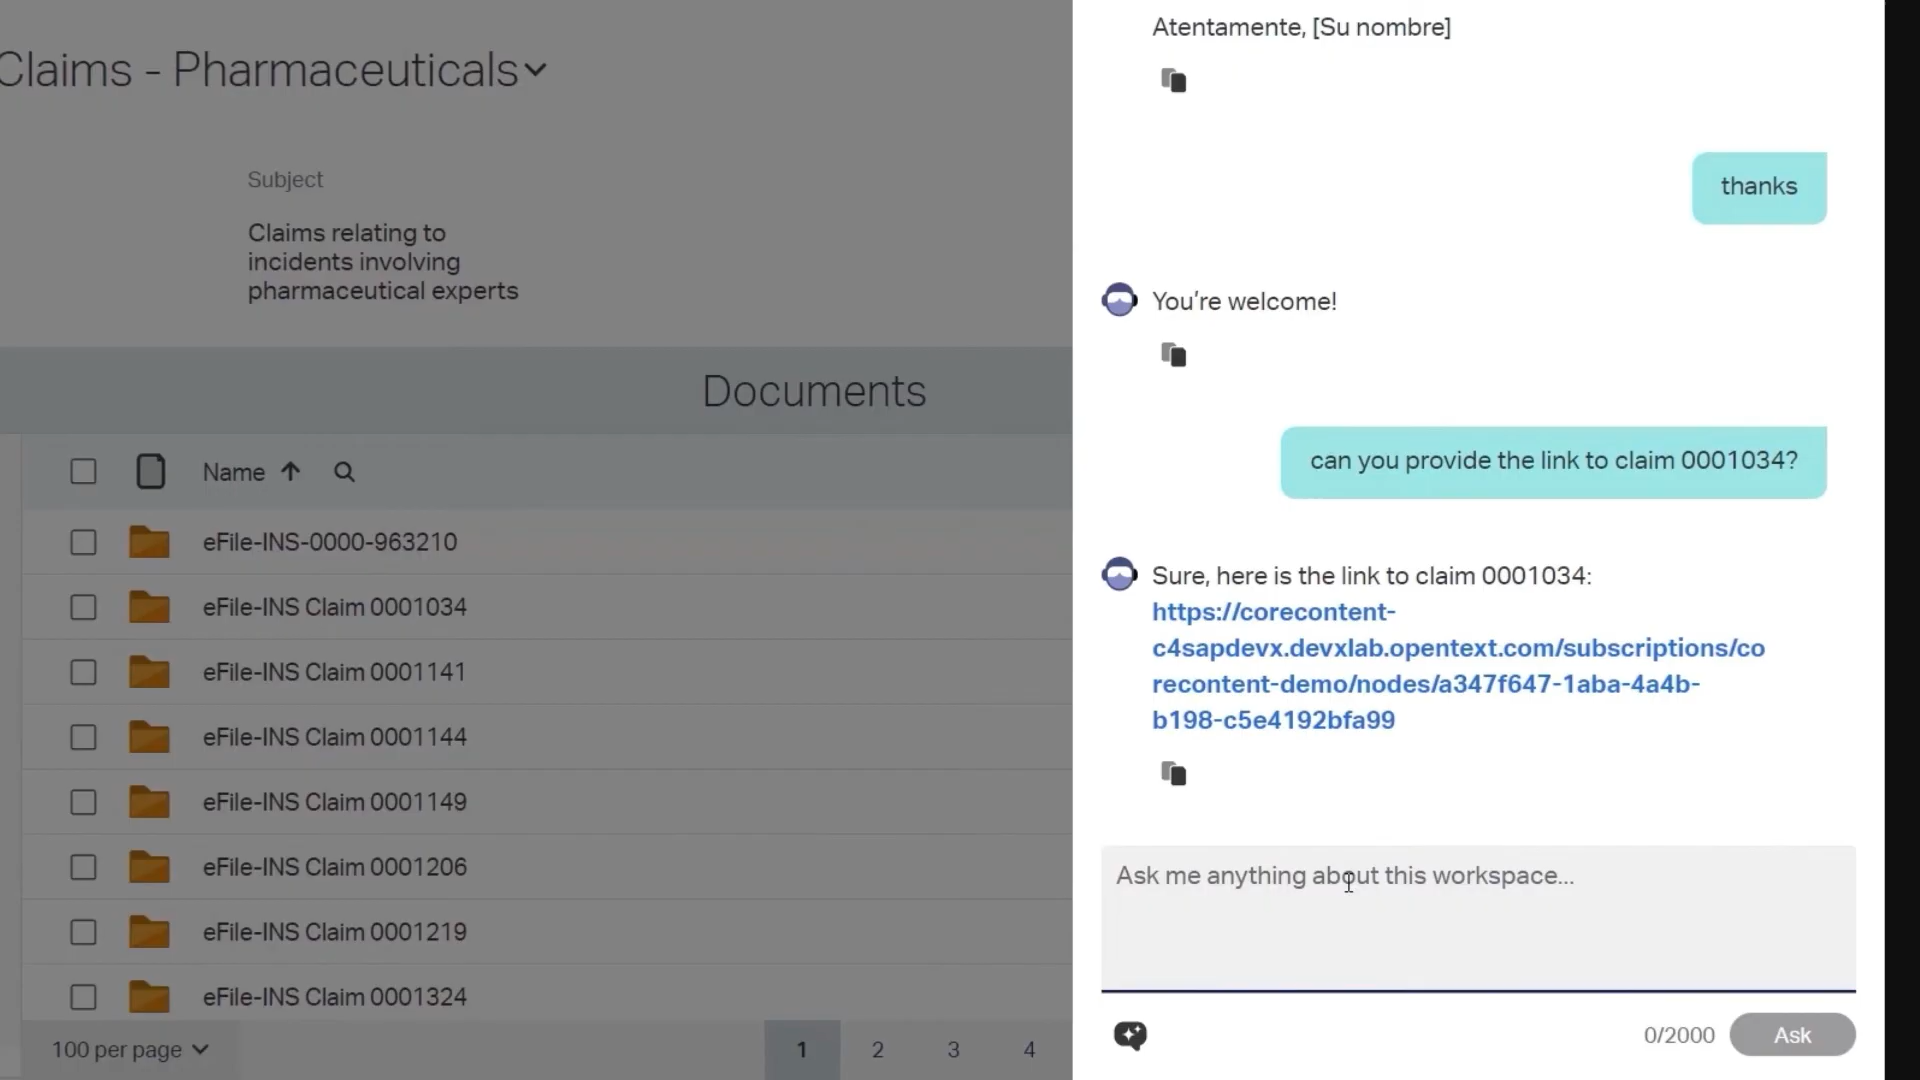 Claims - Pharmaceuticals
Subject
Claims relating to
incidents involving
pharmaceutical experts
Documents
Name
eFile-INS-0000-963210
eFile-INS Claim 0001034
eFile-INS Claim 0001141
eFile-INS Claim 0001144
eFile-INS Claim 0001149
eFile-INS Claim 0001206
eFile-INS Claim 0001219
eFile-INS Claim 0001324
100 per page
1 2 3 4
Atentamente, [Su nombre]
thanks
You’re welcome!
can you provide the link to claim 0001034?
Sure, here is the link to claim 0001034:
https://corecontent-
c4sapdevx.devxlab.opentext.com/subscriptions/co
recontent-demo/nodes/a347f647-1aba-4a4b-
b198-c5e4192bfa99
Ask me anything about this workspace...
0/2000
Ask